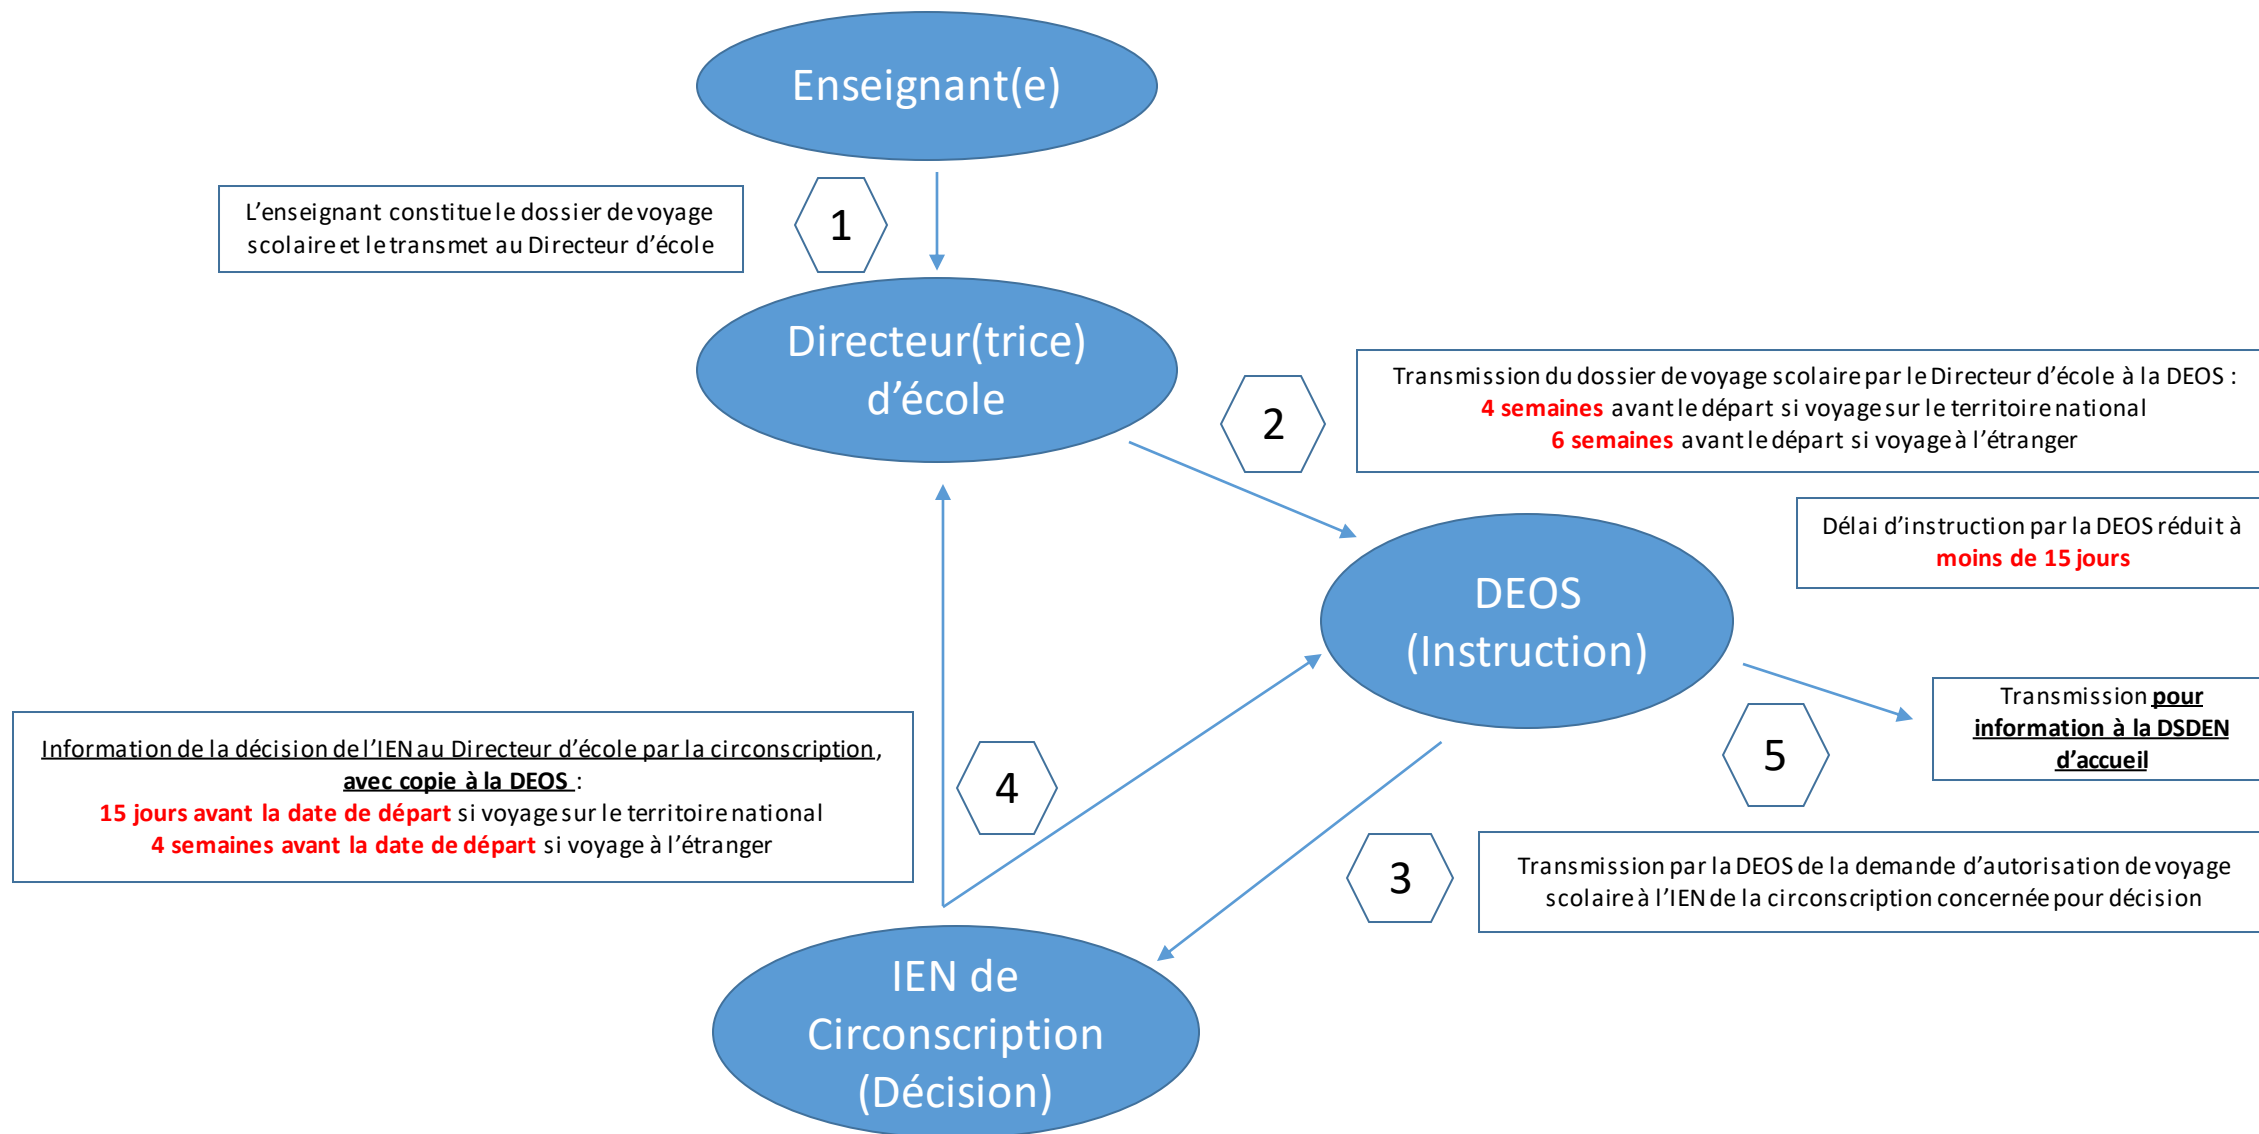 Enseignant(e)
L'enseignant constitue le dossier de voyage
scolaire et le transmet au Directeur d'école
1
Directeur(trice)
d'école
2
Transmission du dossier de voyage scolaire par le Directeur d'école à la DEOS :
4 semaines avant le départ si voyage sur le territoire national
6 semaines avant le départ si voyage à l'étranger
Délai d'instruction par la DEOS réduit à
moins de 15 jours
DEOS
(Instruction)
Transmission pour
information à la DSDEN
d'accueil
5
Information de la décision de l'IEN au Directeur d'école par la circonscription,
avec copie à la DEOS :
15 jours avant la date de départ si voyage sur le territoire national
4 semaines avant la date de départ si voyage à l'étranger
4
3
Transmission par la DEOS de la demande d'autorisation de voyage
scolaire à l'IEN de la circonscription concernée pour décision
IEN de
Circonscription
(Décision)